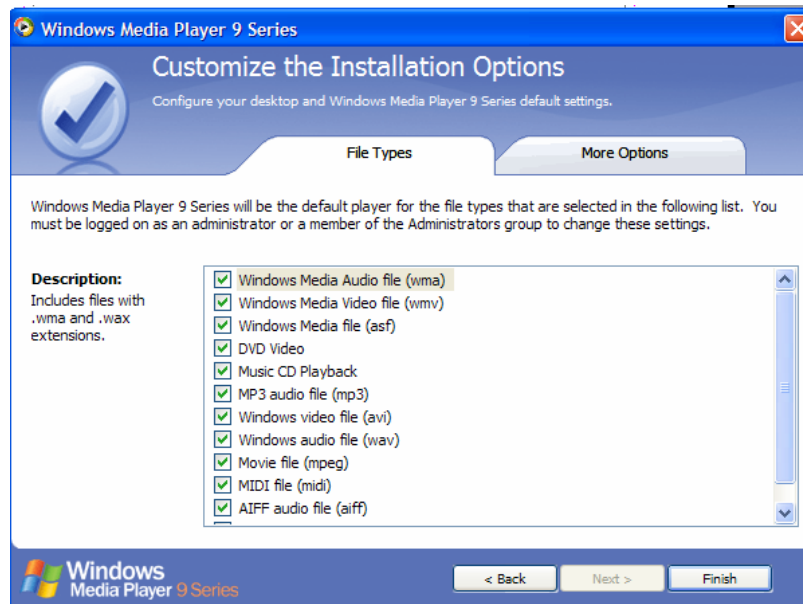 Windows Media Player 9 Series
Customize the Installation Options
Configure your desktop and Windows Media Player 9 Series default settings.
File Types
More Options
Windows Media Player 9 Series will be the default player for the file types that are selected in the following list. You
must be logged on as an administrator or a member of the Administrators group to change these settings.
Description:
Includes files with
.wma and .wax
extensions.
Windows Media Audio file (wma)
Windows Media Video file (wmv)
Windows Media file (asf)
DVD Video
Music CD Playback
MP3 audio file (mp3)
Windows video file (avi)
Windows audio file (wav)
Movie file (mpeg)
MIDI file (midi)
AIFF audio file (aiff)
Windows
Media Player 9 Series
< Back
Next >
Finish